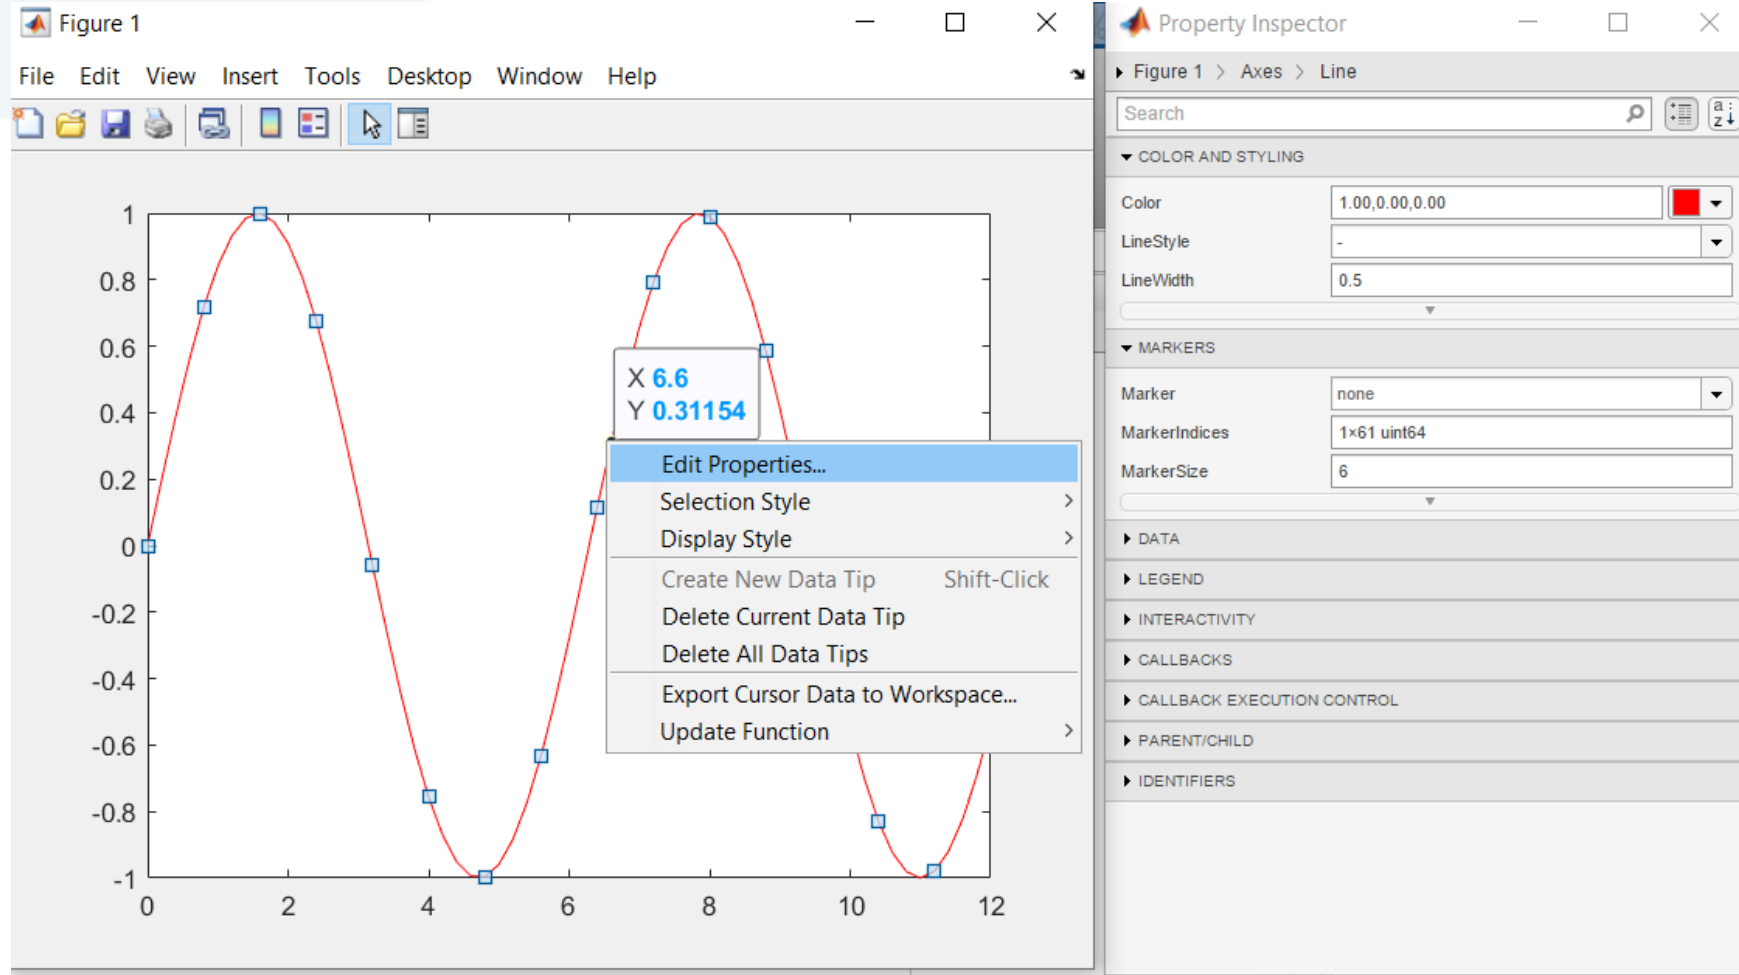 Figure 1
File Edit View Insert Tools Desktop Window Help
1
0.8
0.6
0.4
0.2
0
-0.2
-0.4
-0.6
-0.8
-1
0 2 4 6 8 10 12
X 6.6
Y 0.31154
Edit Properties...
Selection Style
Display Style
Create New Data Tip Shift-Click
Delete Current Data Tip
Delete All Data Tips
Export Cursor Data to Workspace...
Update Function
Property Inspector
Figure 1 > Axes > Line
Search
a
z
COLOR AND STYLING
Color 1.00,0.00,0.00
LineStyle -
LineWidth 0.5
MARKERS
Marker none
MarkerIndices 1×61 uint64
MarkerSize 6
DATA
LEGEND
INTERACTIVITY
CALLBACKS
CALLBACK EXECUTION CONTROL
PARENT/CHILD
IDENTIFIERS